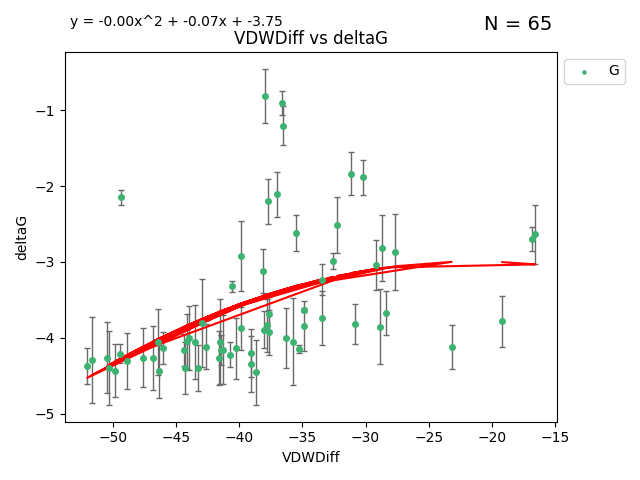 y = -0.00x^2 + -0.07x + -3.75
N = 65
VDWDiff vs deltaG
G
deltaG
−1
−2
−3
−4
−5
−50
−45
−40
−35
−30
−25
−20
−15
VDWDiff